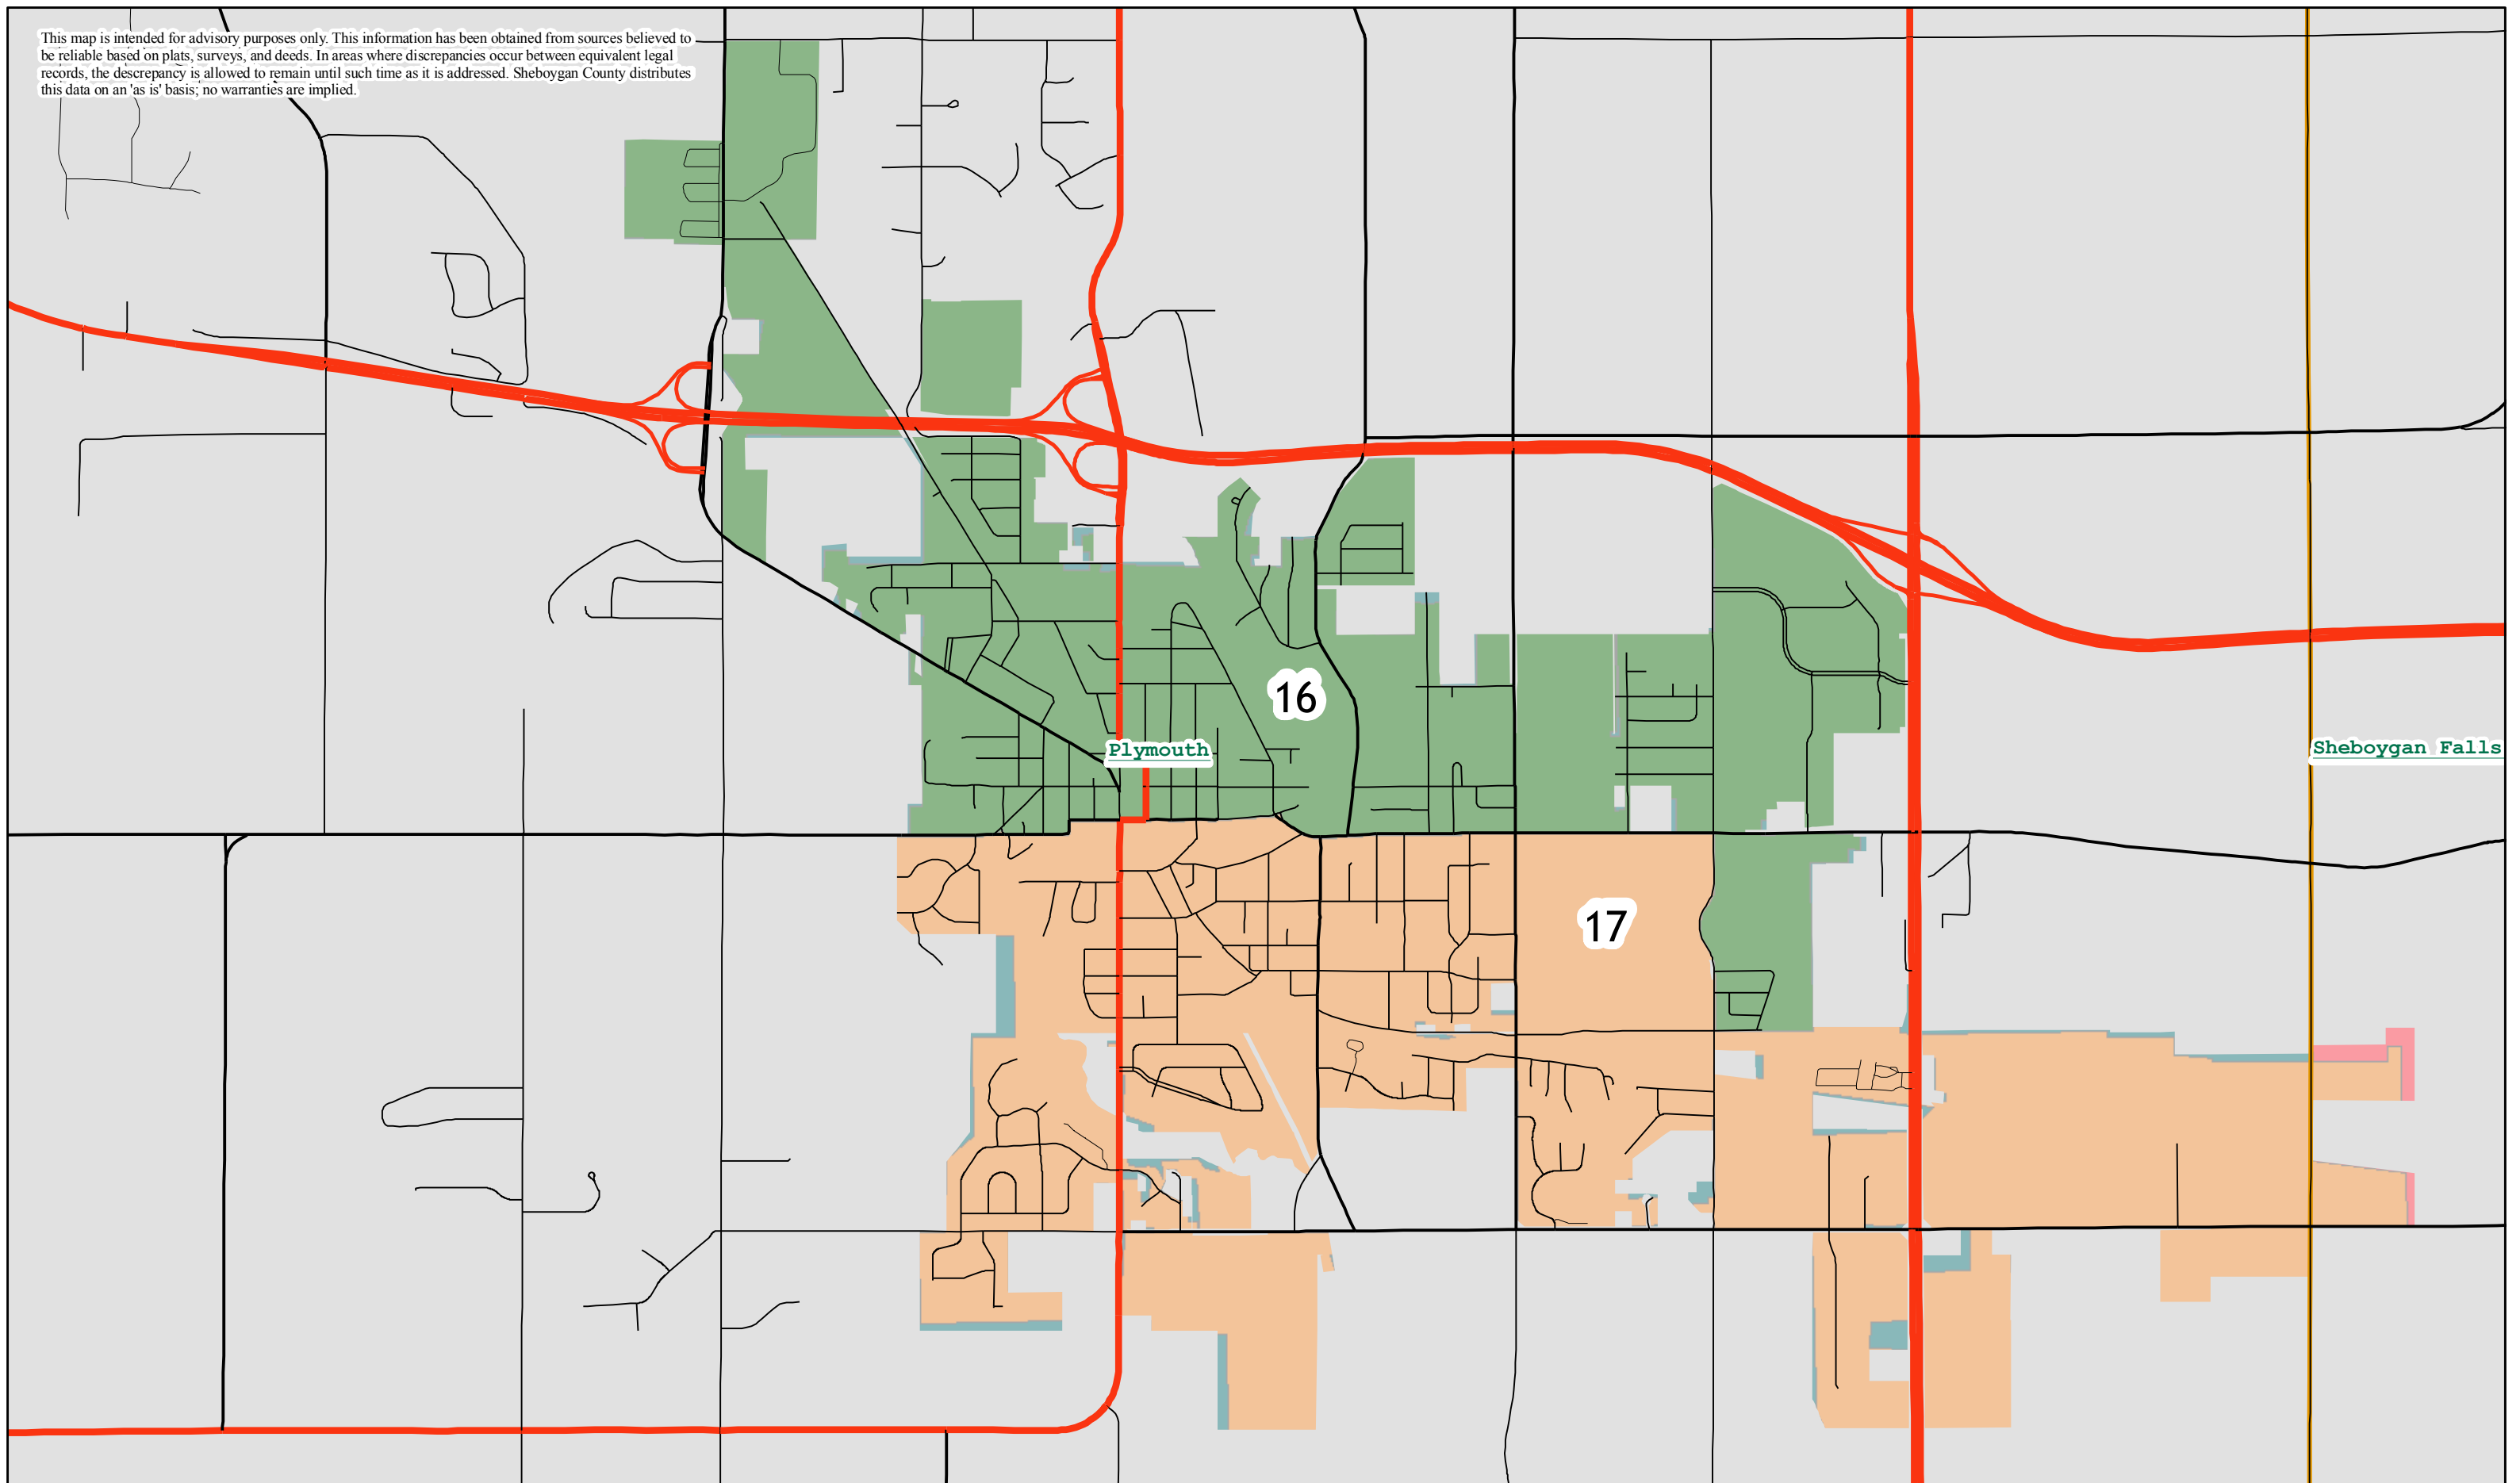 This map is intended for advisory purposes only. This information has been obtained from sources believed to
be reliable based on plats, surveys, and deeds. In areas where discrepancies occur between equivalent legal
records, the descrepancy is allowed to remain until such time as it is addressed. Sheboygan County distributes
this data on an 'as is' basis; no warranties are implied.
16
Plymouth
Sheboygan Falls
17